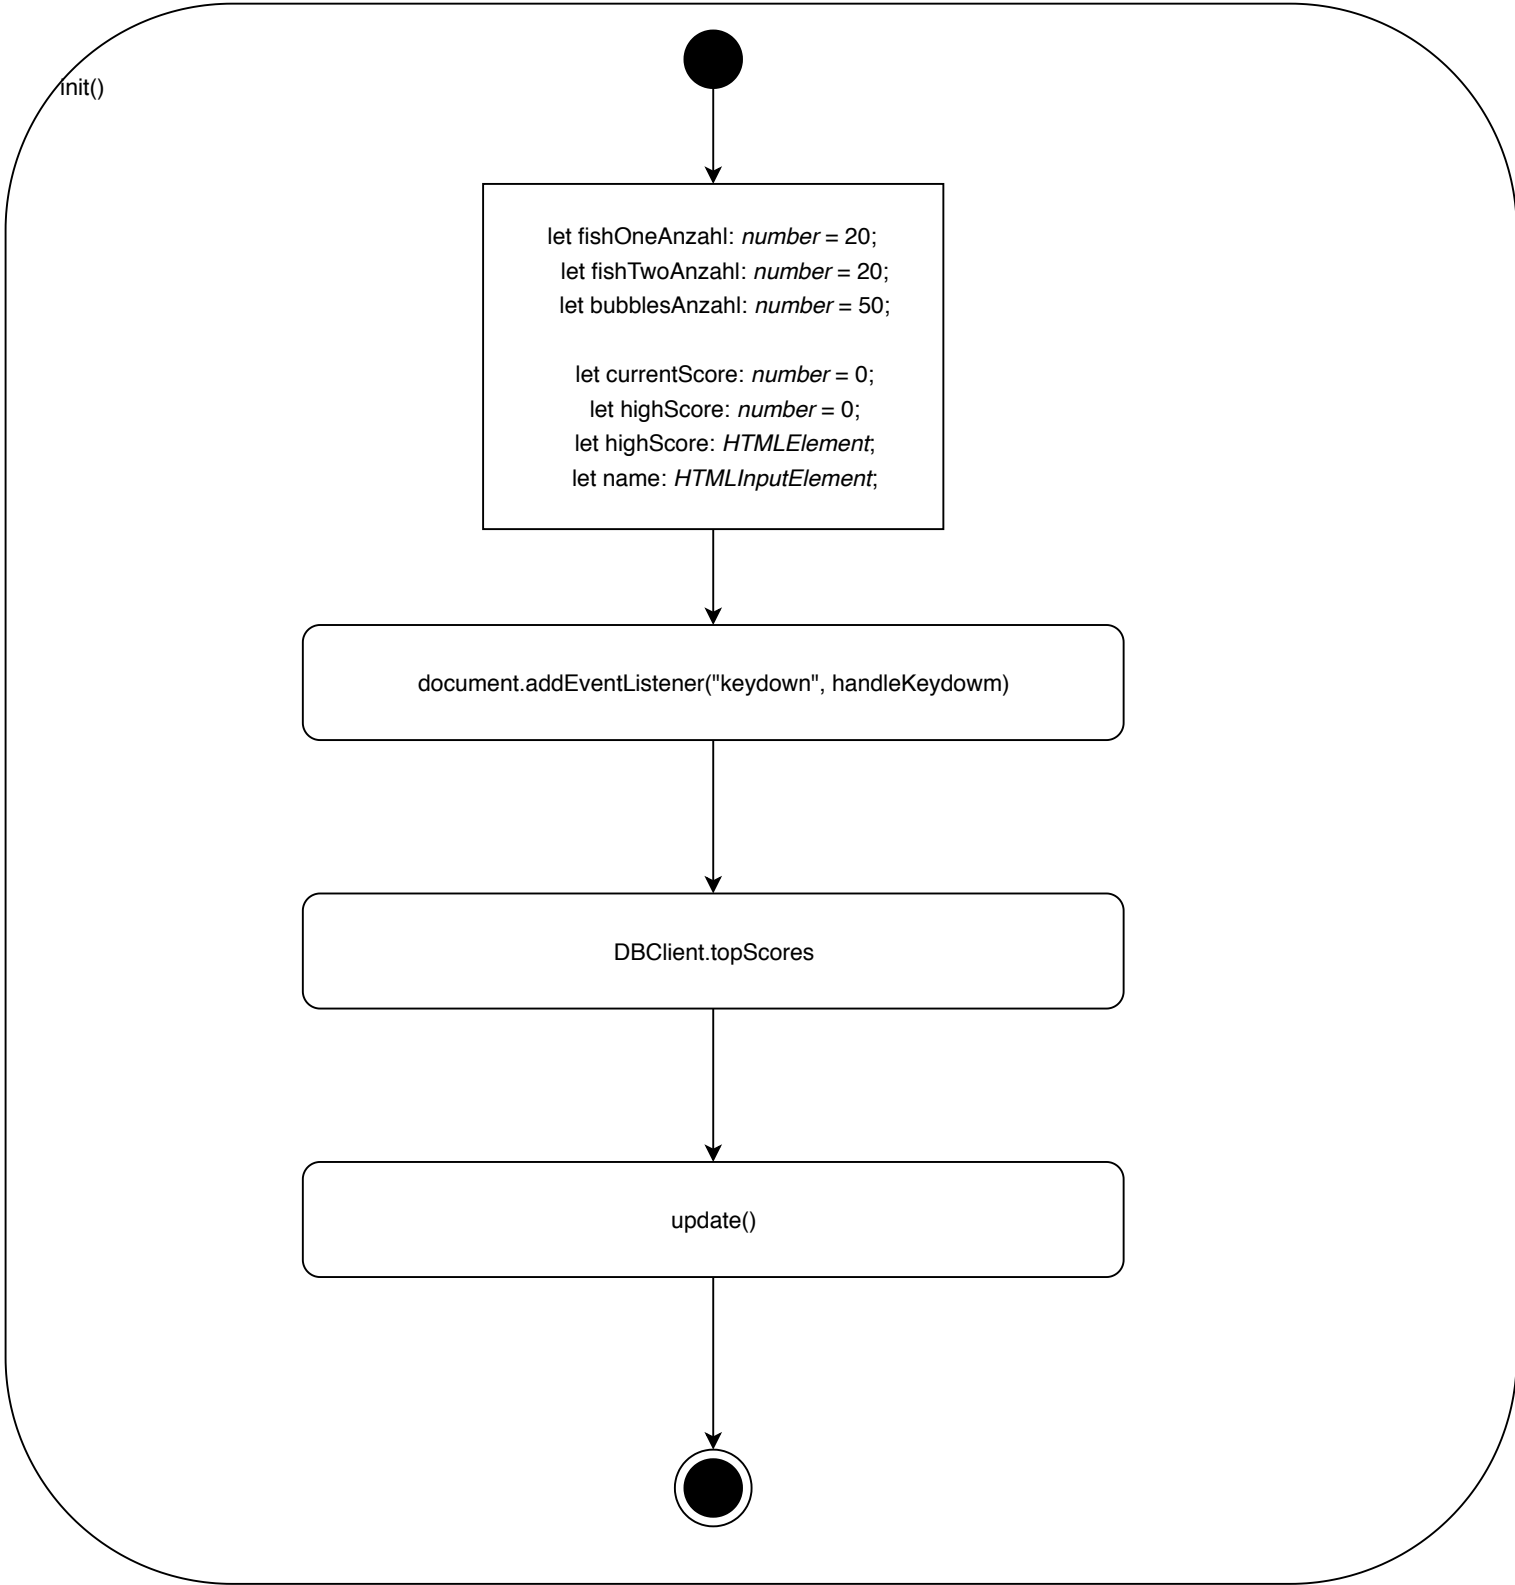 init()
let fishOneAnzahl: number = 20;
let fishTwoAnzahl: number = 20;
let bubblesAnzahl: number = 50;
let currentScore: number = 0;
let highScore: number = 0;
let highScore: HTMLElement;
let name: HTMLInputElement;
document.addEventListener("keydown", handleKeydowm)
DBClient.topScores
update()